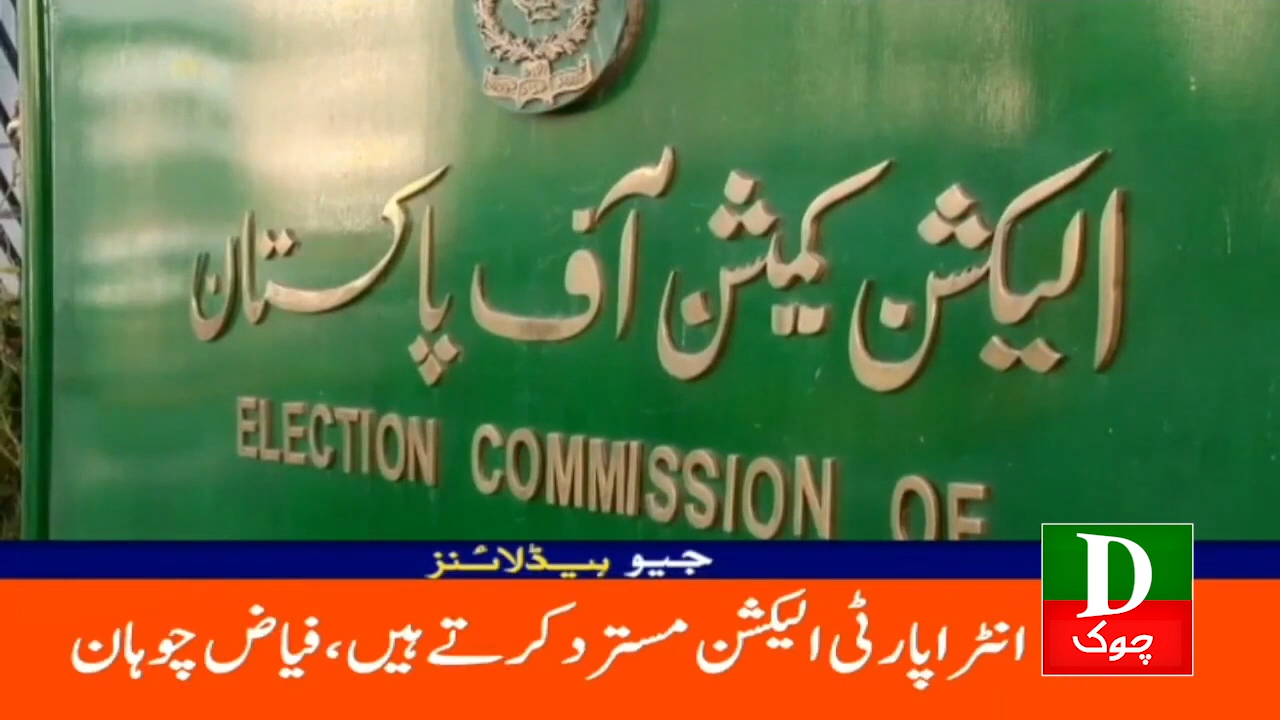 الیکشن کمیشن آف پاکستان
ELECTION COMMISSION OF
جیو ہیڈلائنز
انٹرا پارٹی الیکشن مسترد کرتے ہیں، فیاض چوہان
D
چوک